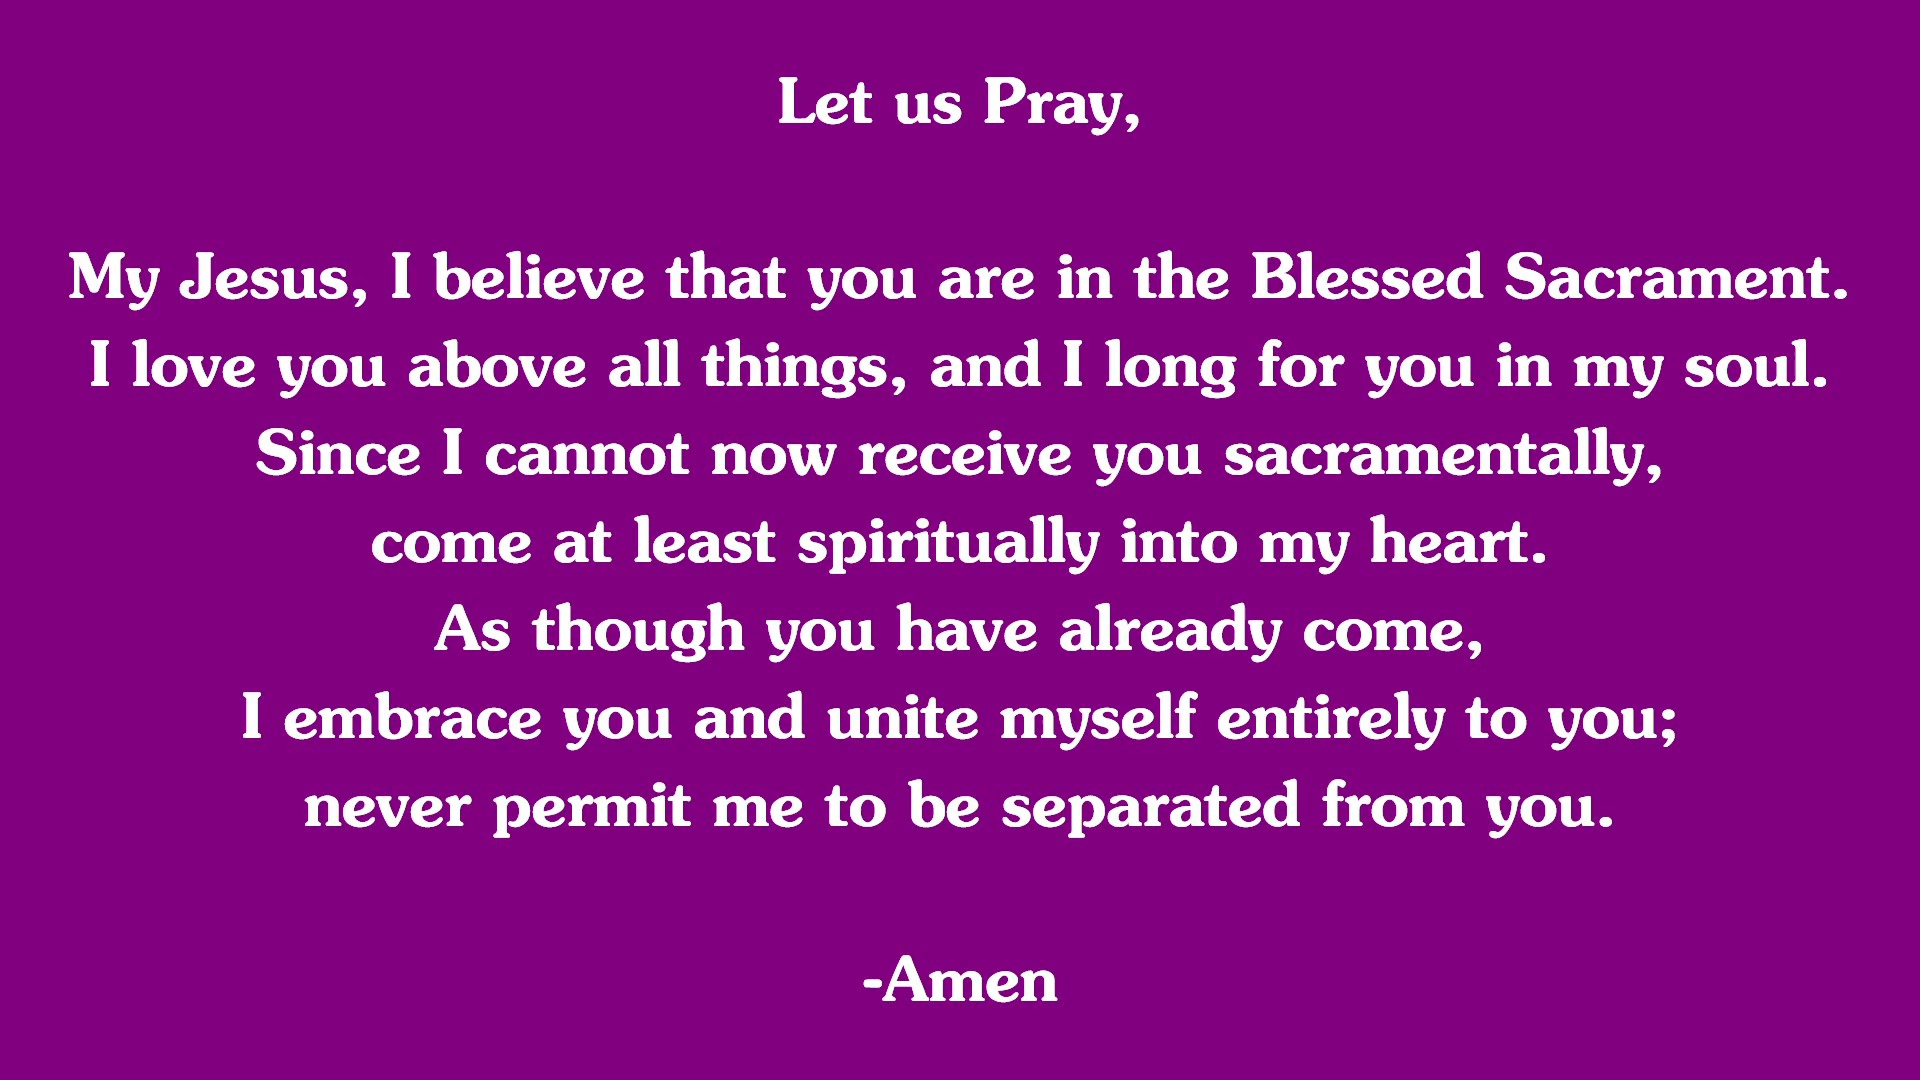 Let us Pray,
My Jesus, I believe that you are in the Blessed Sacrament.
I love you above all things, and I long for you in my soul.
Since I cannot now receive you sacramentally,
come at least spiritually into my heart.
As though you have already come,
I embrace you and unite myself entirely to you;
never permit me to be separated from you.
-Amen